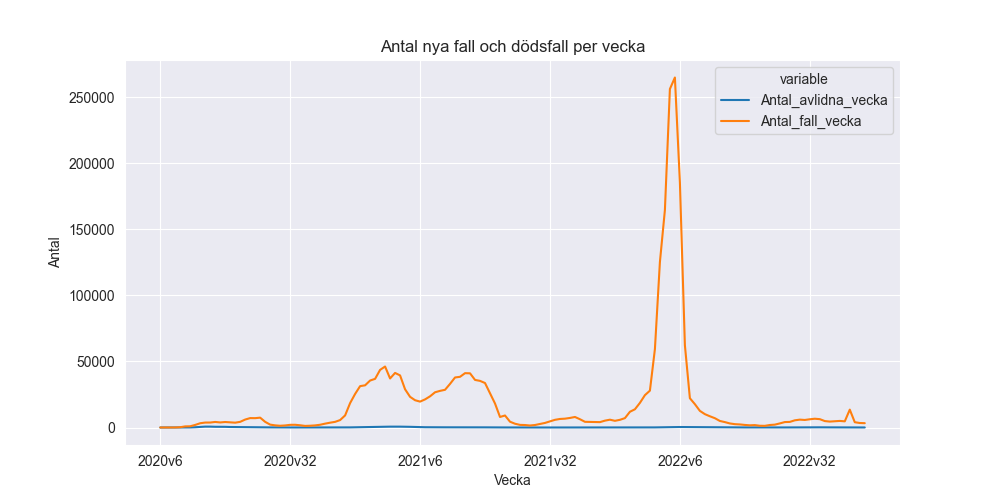 Antal nya fall och dödsfall per vecka
variable
Antal_avlidna_vecka
Antal_fall_vecka
250000
200000
150000
100000
50000
0
Antal
2020v6 2020v32 2021v6 2021v32 2022v6 2022v32
Vecka